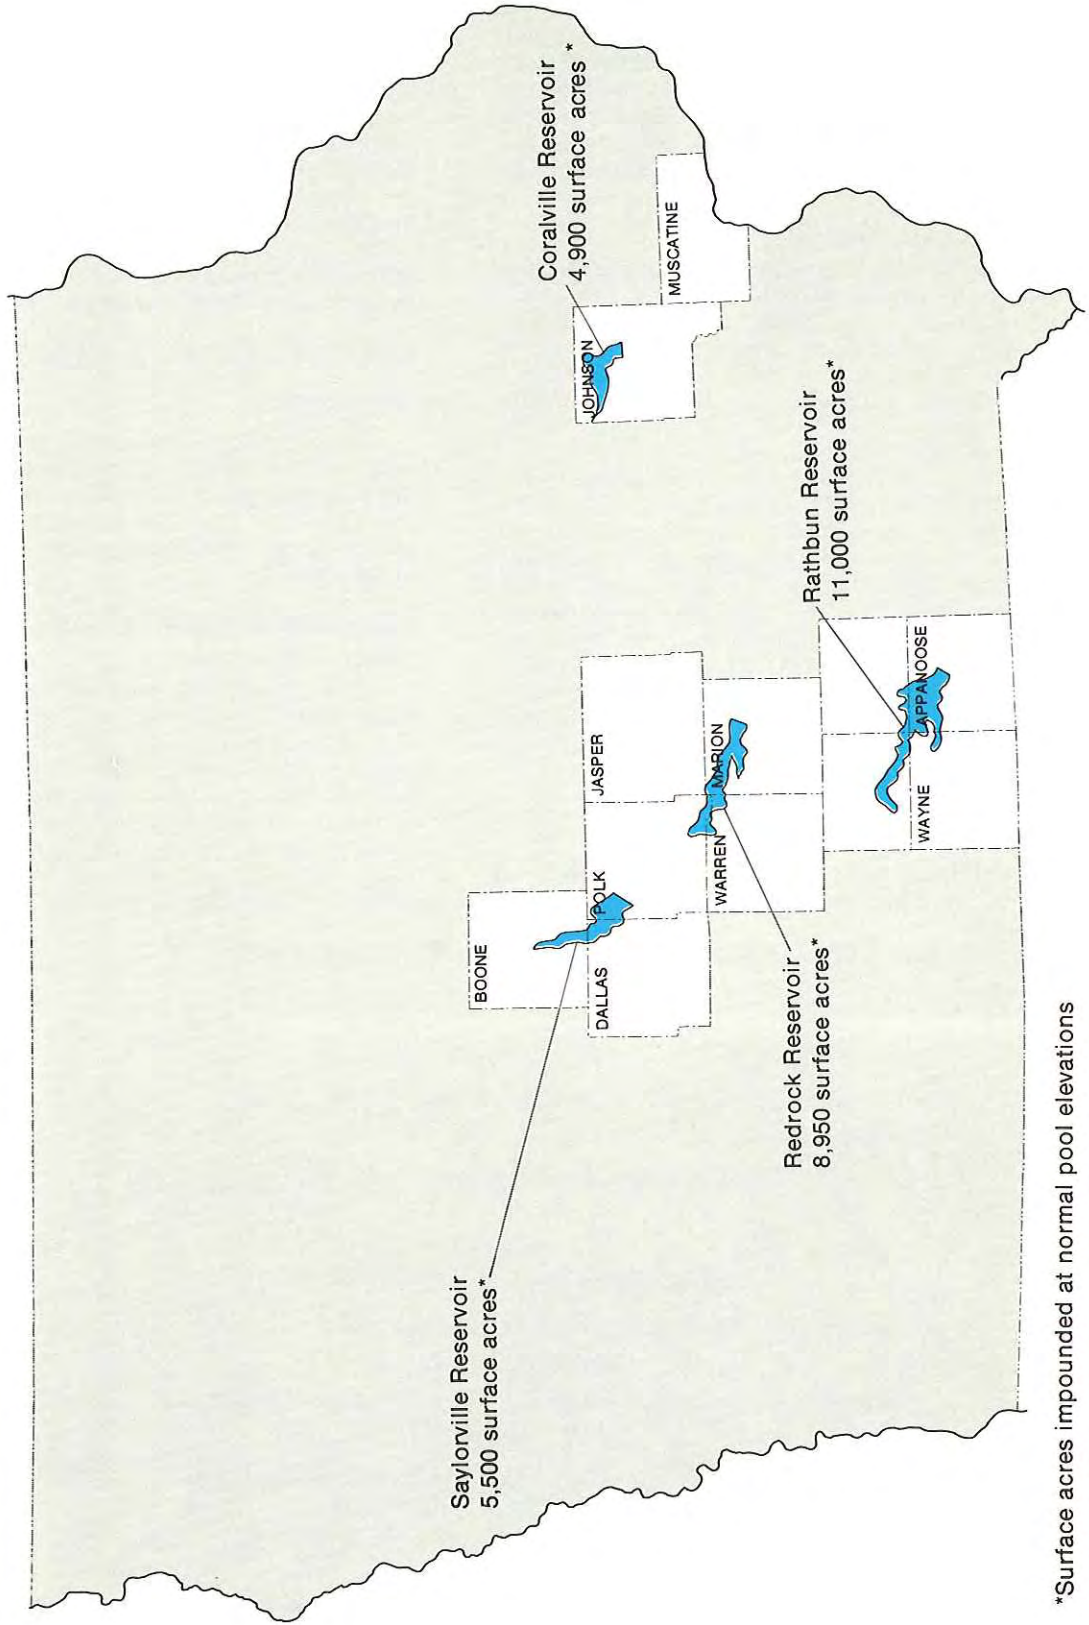 Saylorville Reservoir
5,500 surface acres*
Coralville Reservoir
4,900 surface acres *
BOONE
DALLAS
POLK
JASPER
JOHNSON
MUSCATINE
WARREN
MARION
Redrock Reservoir
8,950 surface acres*
Rathbun Reservoir
11,000 surface acres*
WAYNE
APPANOOSE
*Surface acres impounded at normal pool elevations